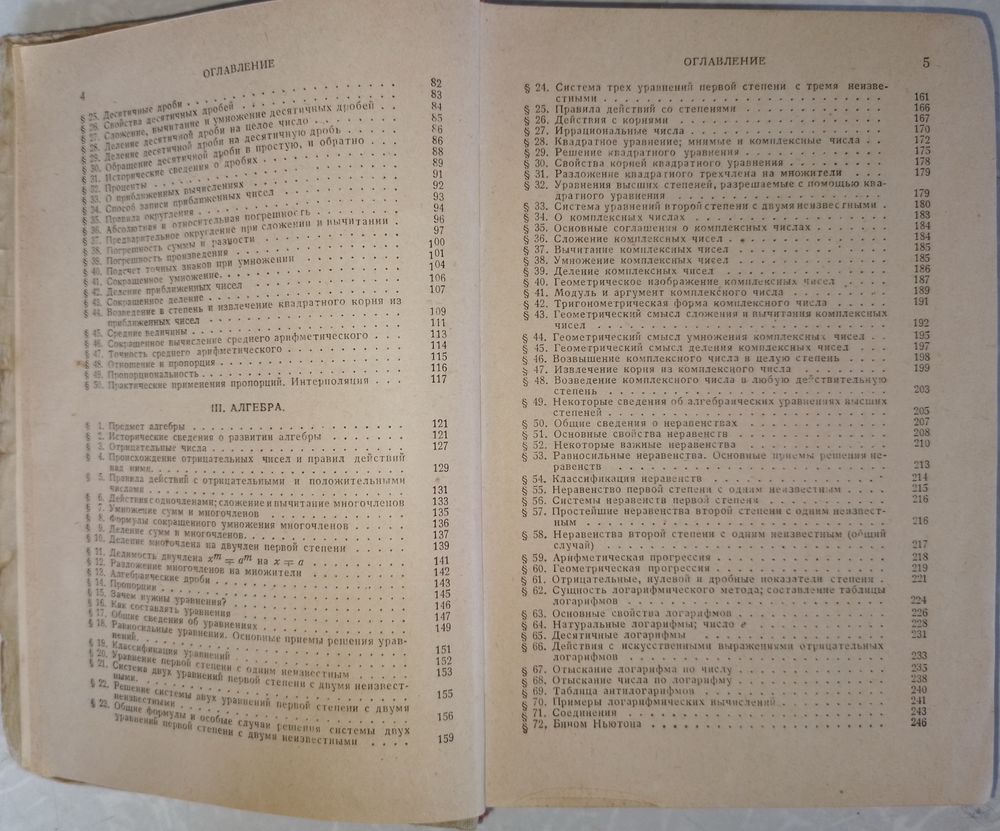 ОГЛАВЛЕНИЕ
4
§ 25. Десятичные дроби . . . 82
§ 26. Свойства десятичных дробей . . . 83
§ 27. Сложение, вычитание и умножение десятичных дробей . . 84
§ 28. Деление десятичной дроби на целое число . . . 85
§ 29. Деление десятичной дроби на десятичную дробь . . . 86
§ 30. Обращение десятичной дроби в простую, и обратно . . . 86
§ 31. Исторические сведения о дробях . . . 88
§ 32. Проценты . . . 89
§ 33. О приближенных вычислениях . . . 91
§ 34. Способ записи приближенных чисел . . . 92
§ 35. Правила округления . . . 93
§ 36. Абсолютная и относительная погрешность . . . 94
§ 37. Предварительное округление при сложении и вычитании . 96
§ 38. Погрешность суммы и разности . . . 97
§ 39. Погрешность произведения . . . 100
§ 40. Подсчет точных знаков при умножении . . . 101
§ 41. Сокращенное умножение . . . 104
§ 42. Деление приближенных чисел . . . 106
§ 43. Сокращенное деление . . . 107
§ 44. Возведение в степень и извлечение квадратного корня из
приближенных чисел . . . 109
§ 45. Средние величины . . . 111
§ 46. Сокращенное вычисление среднего арифметического . . . 113
§ 47. Точность среднего арифметического . . . 114
§ 48. Отношение и пропорция . . . 115
§ 49. Пропорциональность . . . 116
§ 50. Практические применения пропорций. Интерполяция . . . 117
III. АЛГЕБРА.
§ 1. Предмет алгебры . . . 121
§ 2. Исторические сведения о развитии алгебры . . . 121
§ 3. Отрицательные числа . . . 127
§ 4. Происхождение отрицательных чисел и правил действий
над ними . . . 129
§ 5. Правила действий с отрицательными и положительными
числами . . . 131
§ 6. Действия с одночленами; сложение и вычитание многочленов 133
§ 7. Умножение сумм и многочленов . . . 135
§ 8. Формулы сокращенного умножения многочленов . . . 136
§ 9. Деление сумм и многочленов . . . 137
§ 10. Деление многочлена на двучлен первой степени . . . 139
§ 11. Делимость двучлена xᵐ ∓ aᵐ на x ∓ a . . . 141
§ 12. Разложение многочленов на множители . . . 142
§ 13. Алгебраические дроби . . . 143
§ 14. Пропорции . . . 145
§ 15. Зачем нужны уравнения? . . . 146
§ 16. Как составлять уравнения . . . 147
§ 17. Общие сведения об уравнениях . . . 149
§ 18. Равносильные уравнения. Основные приемы решения урав-
нений . . . 151
§ 19. Классификация уравнений . . . 152
§ 20. Уравнение первой степени с одним неизвестным . . . 153
§ 21. Система двух уравнений первой степени с двумя неизвест-
ными . . . 155
§ 22. Решение системы двух уравнений первой степени с двумя
неизвестными . . . 156
§ 23. Общие формулы и особые случаи решения системы двух
уравнений первой степени с двумя неизвестными . . . 159
ОГЛАВЛЕНИЕ 5
§ 24. Система трех уравнений первой степени с тремя неизве-
стными . . . 161
§ 25. Правила действий со степенями . . . 166
§ 26. Действия с корнями . . . 167
§ 27. Иррациональные числа . . . 170
§ 28. Квадратное уравнение; мнимые и комплексные числа . . 172
§ 29. Решение квадратного уравнения . . . 175
§ 30. Свойства корней квадратного уравнения . . . 178
§ 31. Разложение квадратного трехчлена на множители . . . 179
§ 32. Уравнения высших степеней, разрешаемые с помощью ква-
дратного уравнения . . . 179
§ 33. Система уравнений второй степени с двумя неизвестными . 180
§ 34. О комплексных числах . . . 183
§ 35. Основные соглашения о комплексных числах . . . 184
§ 36. Сложение комплексных чисел . . . 184
§ 37. Вычитание комплексных чисел . . . 185
§ 38. Умножение комплексных чисел . . . 185
§ 39. Деление комплексных чисел . . . 186
§ 40. Геометрическое изображение комплексных чисел . . . 187
§ 41. Модуль и аргумент комплексного числа . . . 189
§ 42. Тригонометрическая форма комплексного числа . . . 191
§ 43. Геометрический смысл сложения и вычитания комплексных
чисел . . . 192
§ 44. Геометрический смысл умножения комплексных чисел . . 195
§ 45. Геометрический смысл деления комплексных чисел . . . 197
§ 46. Возвышение комплексного числа в целую степень . . . 198
§ 47. Извлечение корня из комплексного числа . . . 199
§ 48. Возведение комплексного числа в любую действительную
степень . . . 203
§ 49. Некоторые сведения об алгебраических уравнениях высших
степеней . . . 205
§ 50. Общие сведения о неравенствах . . . 207
§ 51. Основные свойства неравенств . . . 208
§ 52. Некоторые важные неравенства . . . 210
§ 53. Равносильные неравенства. Основные приемы решения не-
равенств . . . 213
§ 54. Классификация неравенств . . . 214
§ 55. Неравенство первой степени с одним неизвестным . . . 215
§ 56. Системы неравенств первой степени . . . 216
§ 57. Простейшие неравенства второй степени с одним неизвест-
ным . . . 216
§ 58. Неравенства второй степени с одним неизвестным (общий
случай) . . . 217
§ 59. Арифметическая прогрессия . . . 218
§ 60. Геометрическая прогрессия . . . 219
§ 61. Отрицательные, нулевой и дробные показатели степени . 221
§ 62. Сущность логарифмического метода; составление таблицы
логарифмов . . . 224
§ 63. Основные свойства логарифмов . . . 226
§ 64. Натуральные логарифмы; число e . . . 228
§ 65. Десятичные логарифмы . . . 231
§ 66. Действия с искусственными выражениями отрицательных
логарифмов . . . 233
§ 67. Отыскание логарифма по числу . . . 235
§ 68. Отыскание числа по логарифму . . . 238
§ 69. Таблица антилогарифмов . . . 240
§ 70. Примеры логарифмических вычислений . . . 241
§ 71. Соединения . . . 243
§ 72, Бином Ньютона . . . 246